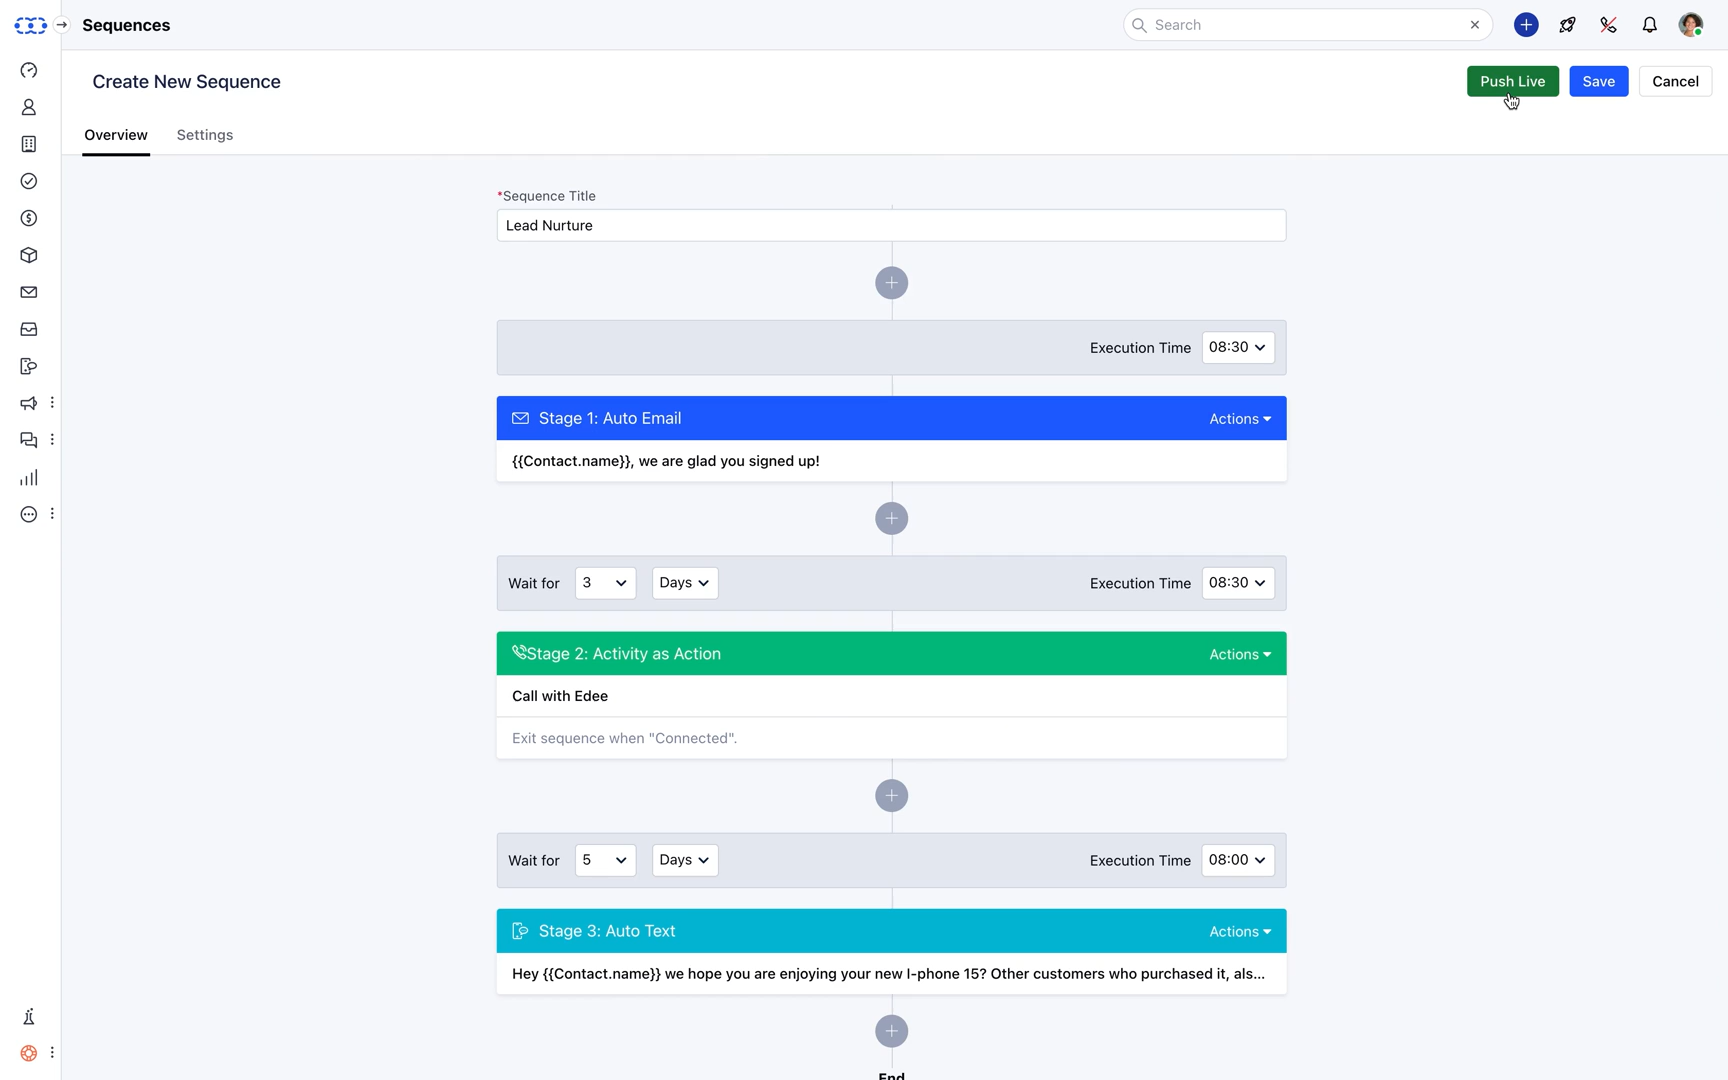 Sequences
Search
Create New Sequence
Push Live
Save
Cancel
Overview
Settings
*Sequence Title
Lead Nurture
Execution Time
08:30
Stage 1: Auto Email
Actions
{{Contact.name}}, we are glad you signed up!
Wait for
3
Days
Execution Time
08:30
Stage 2: Activity as Action
Actions
Call with Edee
Exit sequence when "Connected".
Wait for
5
Days
Execution Time
08:00
Stage 3: Auto Text
Actions
Hey {{Contact.name}} we hope you are enjoying your new I-phone 15? Other customers who purchased it, als...
End